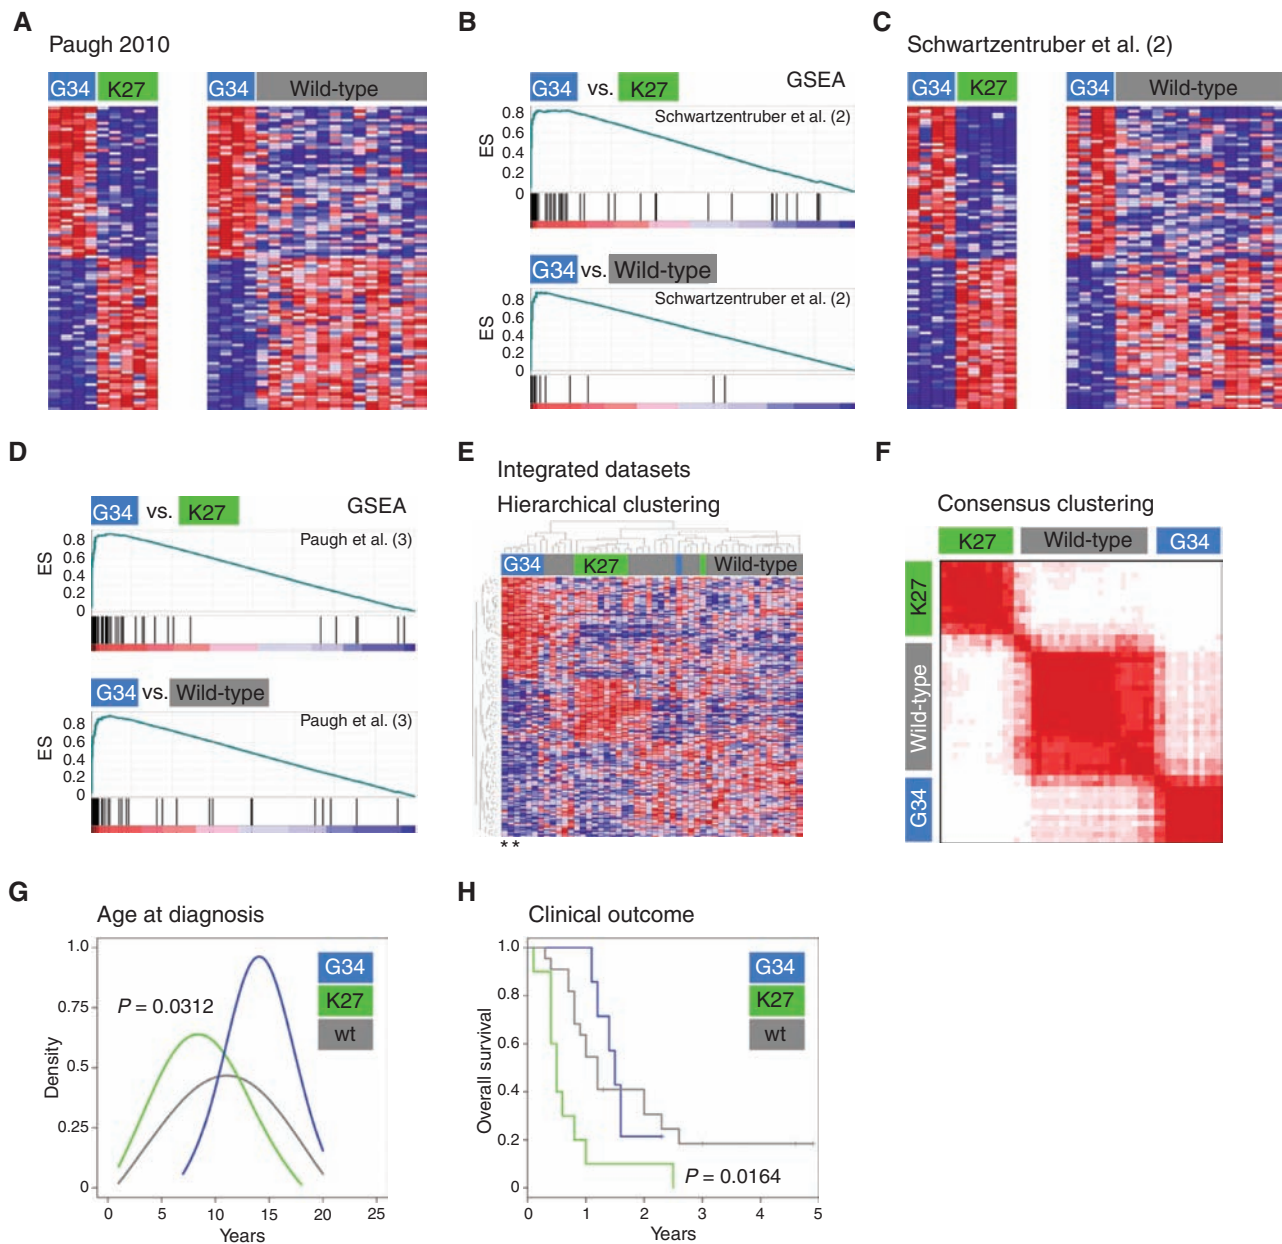 A
Paugh 2010
G34 K27
G34 Wild-type
B
G34 vs. K27 GSEA
Schwartzentruber et al. (2)
ES
0.8
0.6
0.4
0.2
0
G34 vs. Wild-type
Schwartzentruber et al. (2)
ES
0.8
0.6
0.4
0.2
0
C
Schwartzentruber et al. (2)
G34 K27
G34 Wild-type
D
G34 vs. K27 GSEA
Paugh et al. (3)
ES
0.8
0.6
0.4
0.2
0
G34 vs. Wild-type
Paugh et al. (3)
ES
0.8
0.6
0.4
0.2
0
E
Integrated datasets
Hierarchical clustering
G34 K27 Wild-type
**
F
Consensus clustering
K27 Wild-type G34
K27
Wild-type
G34
G
Age at diagnosis
G34
K27
wt
P = 0.0312
Density
1.0
0.75
0.5
0.25
0
0 5 10 15 20 25
Years
H
Clinical outcome
G34
K27
wt
Overall survival
1.0
0.8
0.6
0.4
0.2
0
P = 0.0164
0 1 2 3 4 5
Years